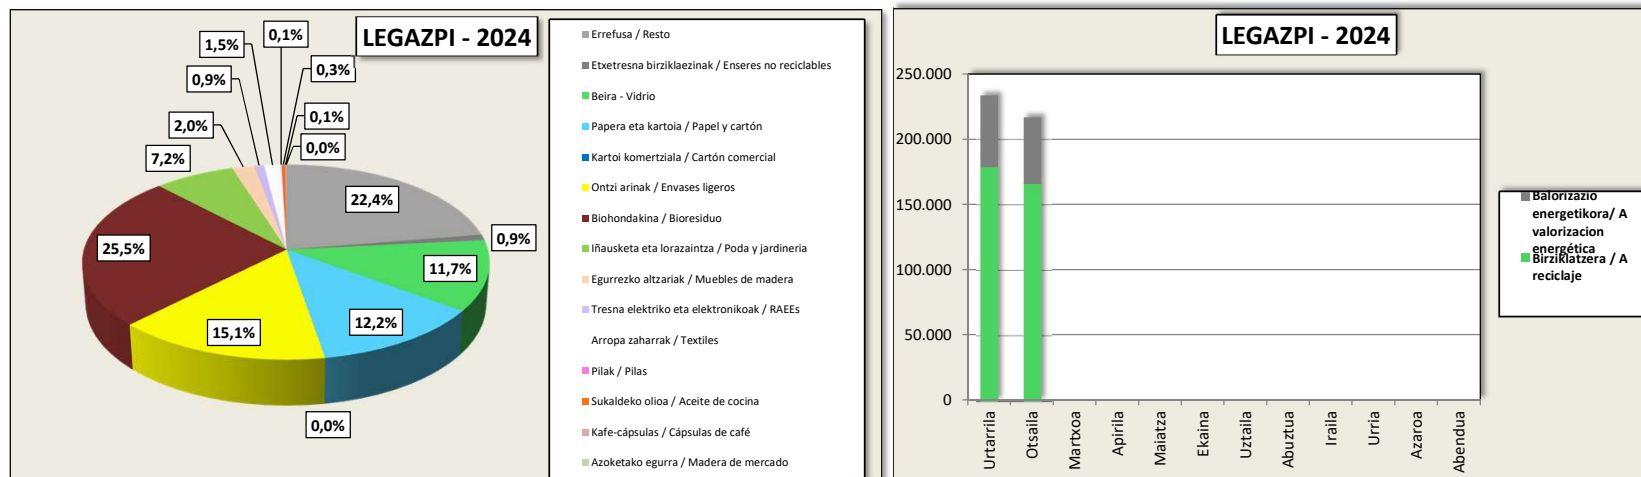 LEGAZPI - 2024
0,1%
1,5%
0,3%
0,9%
0,1%
2,0%
0,0%
7,2%
22,4%
0,9%
25,5%
11,7%
15,1%
12,2%
0,0%
Errefusa / Resto
Etxetresna birziklaezinak / Enseres no reciclables
Beira - Vidrio
Papera eta kartoia / Papel y cartón
Kartoi komertziala / Cartón comercial
Ontzi arinak / Envases ligeros
Biohondakina / Bioresiduo
Iñausketa eta lorazaintza / Poda y jardineria
Egurrezko altzariak / Muebles de madera
Tresna elektriko eta elektronikoak / RAEEs
Arropa zaharrak / Textiles
Pilak / Pilas
Sukaldeko olioa / Aceite de cocina
Kafe-cápsulas / Cápsulas de café
Azoketako egurra / Madera de mercado
LEGAZPI - 2024
250.000
200.000
150.000
100.000
50.000
0
Urtarrila
Otsaila
Martxoa
Apirila
Maiatza
Ekaina
Uztaila
Abuztua
Iraila
Urria
Azaroa
Abendua
Balorizazio
energetikora/ A
valorizacion
energética
Birziklatzera / A
reciclaje